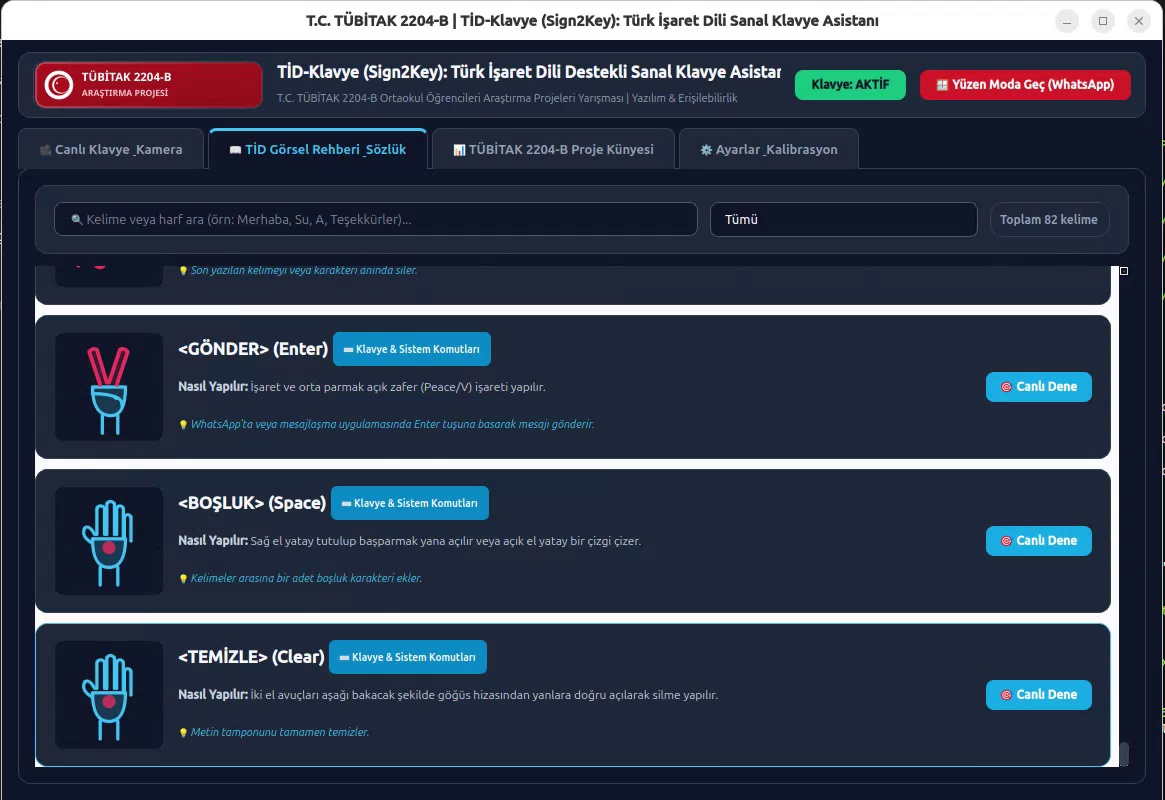 T.C. TÜBİTAK 2204-B | TİD-Klavye (Sign2Key): Türk İşaret Dili Sanal Klavye Asistanı
TÜBİTAK 2204-B
ARAŞTIRMA PROJESİ
TİD-Klavye (Sign2Key): Türk İşaret Dili Destekli Sanal Klavye Asistan
T.C. TÜBİTAK 2204-B Ortaokul Öğrencileri Araştırma Projeleri Yarışması | Yazılım & Erişilebilirlik
Klavye: AKTİF
Yüzen Moda Geç (WhatsApp)
Canlı Klavye _Kamera
TİD Görsel Rehberi _Sözlük
TÜBİTAK 2204-B Proje Künyesi
Ayarlar _Kalibrasyon
Kelime veya harf ara (örn: Merhaba, Su, A, Teşekkürler)...
Tümü
Toplam 82 kelime
Son yazılan kelimeyi veya karakteri anında siler.
<GÖNDER> (Enter)
Klavye & Sistem Komutları
Nasıl Yapılır: İşaret ve orta parmak açık zafer (Peace/V) işareti yapılır.
WhatsApp'ta veya mesajlaşma uygulamasında Enter tuşuna basarak mesajı gönderir.
Canlı Dene
<BOŞLUK> (Space)
Klavye & Sistem Komutları
Nasıl Yapılır: Sağ el yatay tutulup başparmak yana açılır veya açık el yatay bir çizgi çizer.
Kelimeler arasına bir adet boşluk karakteri ekler.
Canlı Dene
<TEMİZLE> (Clear)
Klavye & Sistem Komutları
Nasıl Yapılır: İki el avuçları aşağı bakacak şekilde göğüs hizasından yanlara doğru açılarak silme yapılır.
Metin tamponunu tamamen temizler.
Canlı Dene